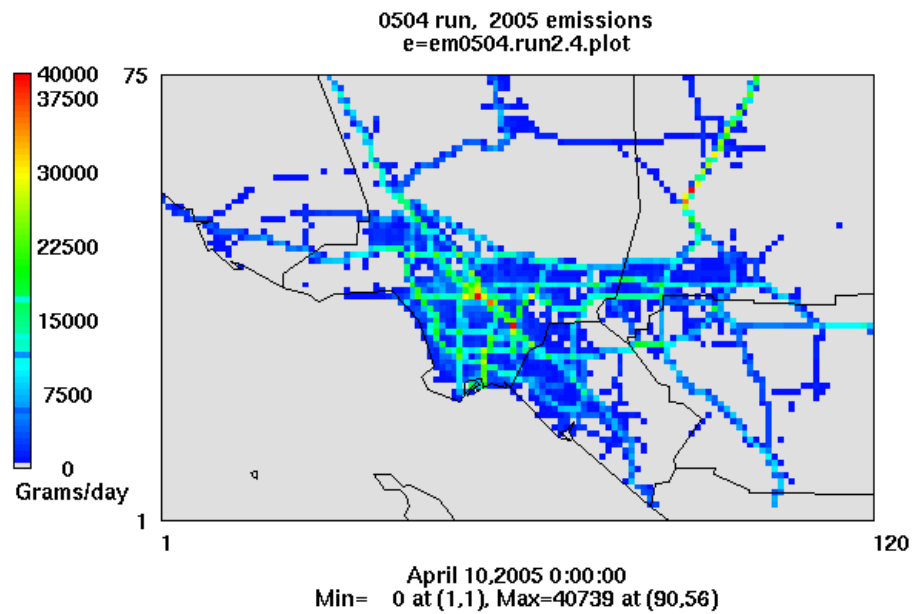 0504 run, 2005 emissions
e=em0504.run2.4.plot
40000
37500
30000
22500
15000
7500
0
Grams/day
75
1
1
120
April 10,2005 0:00:00
Min= 0 at (1,1), Max=40739 at (90,56)